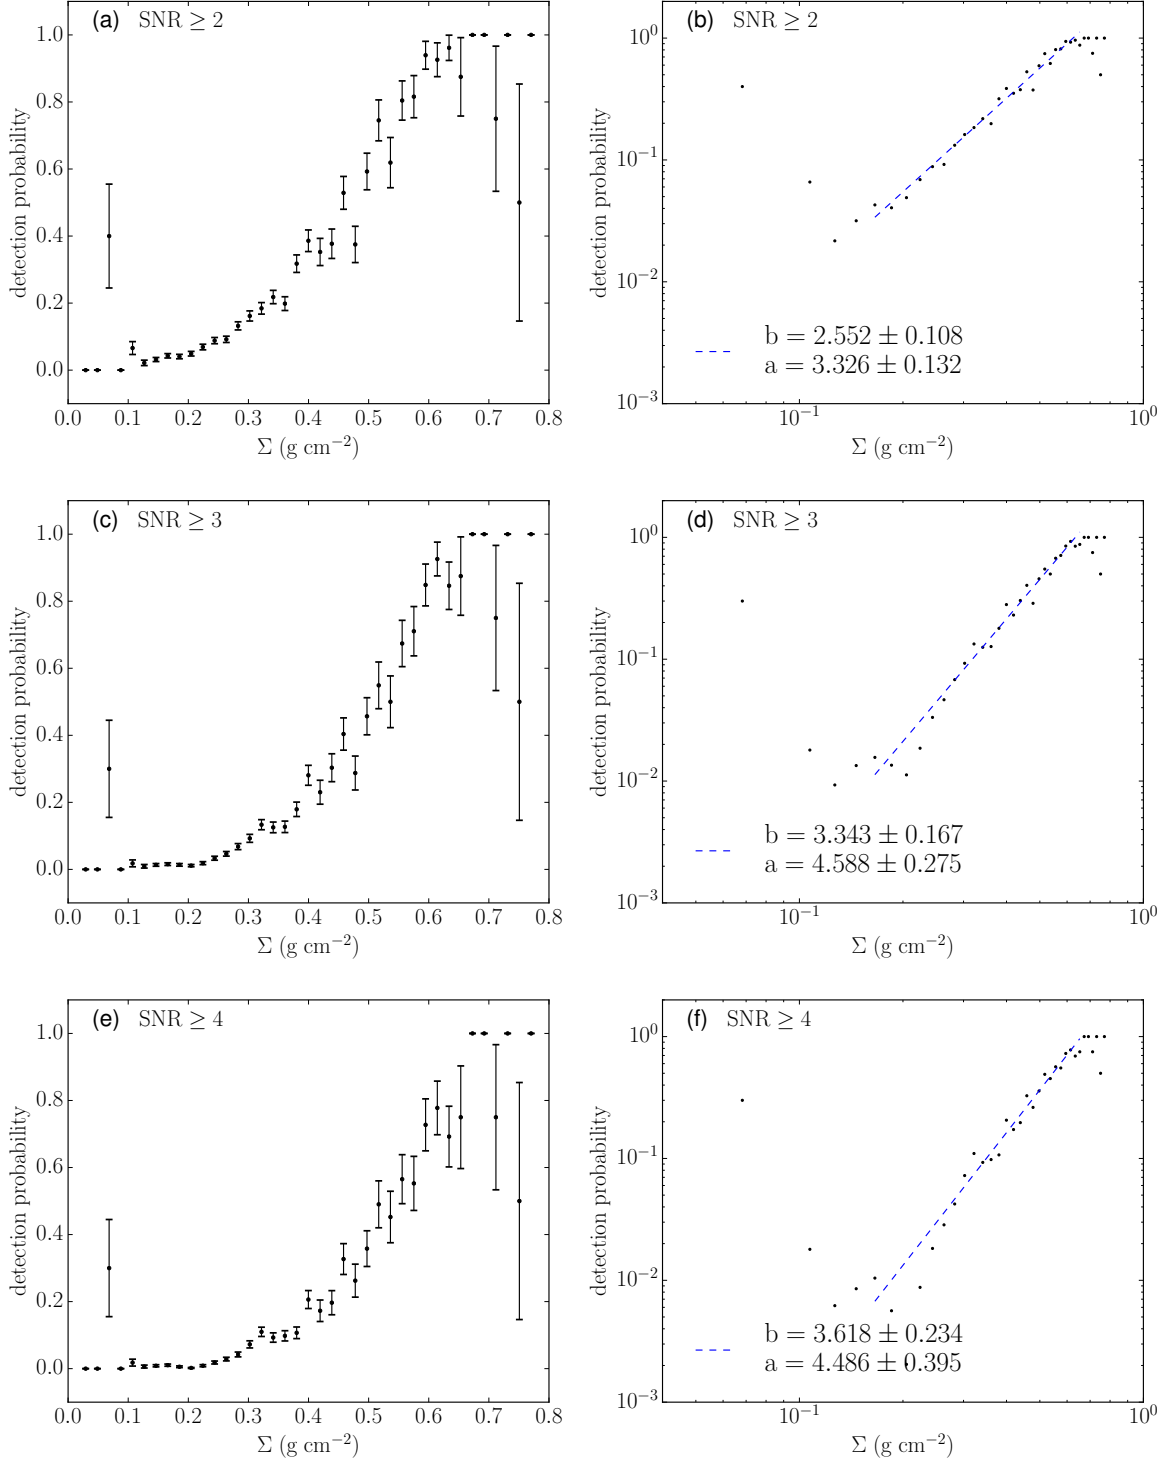 (a) SNR ≥ 2
detection probability
1.0
0.8
0.6
0.4
0.2
0.0
0.0 0.1 0.2 0.3 0.4 0.5 0.6 0.7 0.8
Σ (g cm⁻²)
(b) SNR ≥ 2
detection probability
10⁰
10⁻¹
10⁻²
10⁻³
b = 2.552 ± 0.108
a = 3.326 ± 0.132
10⁻¹ 10⁰
Σ (g cm⁻²)
(c) SNR ≥ 3
detection probability
1.0
0.8
0.6
0.4
0.2
0.0
0.0 0.1 0.2 0.3 0.4 0.5 0.6 0.7 0.8
Σ (g cm⁻²)
(d) SNR ≥ 3
detection probability
10⁰
10⁻¹
10⁻²
10⁻³
b = 3.343 ± 0.167
a = 4.588 ± 0.275
10⁻¹ 10⁰
Σ (g cm⁻²)
(e) SNR ≥ 4
detection probability
1.0
0.8
0.6
0.4
0.2
0.0
0.0 0.1 0.2 0.3 0.4 0.5 0.6 0.7 0.8
Σ (g cm⁻²)
(f) SNR ≥ 4
detection probability
10⁰
10⁻¹
10⁻²
10⁻³
b = 3.618 ± 0.234
a = 4.486 ± 0.395
10⁻¹ 10⁰
Σ (g cm⁻²)